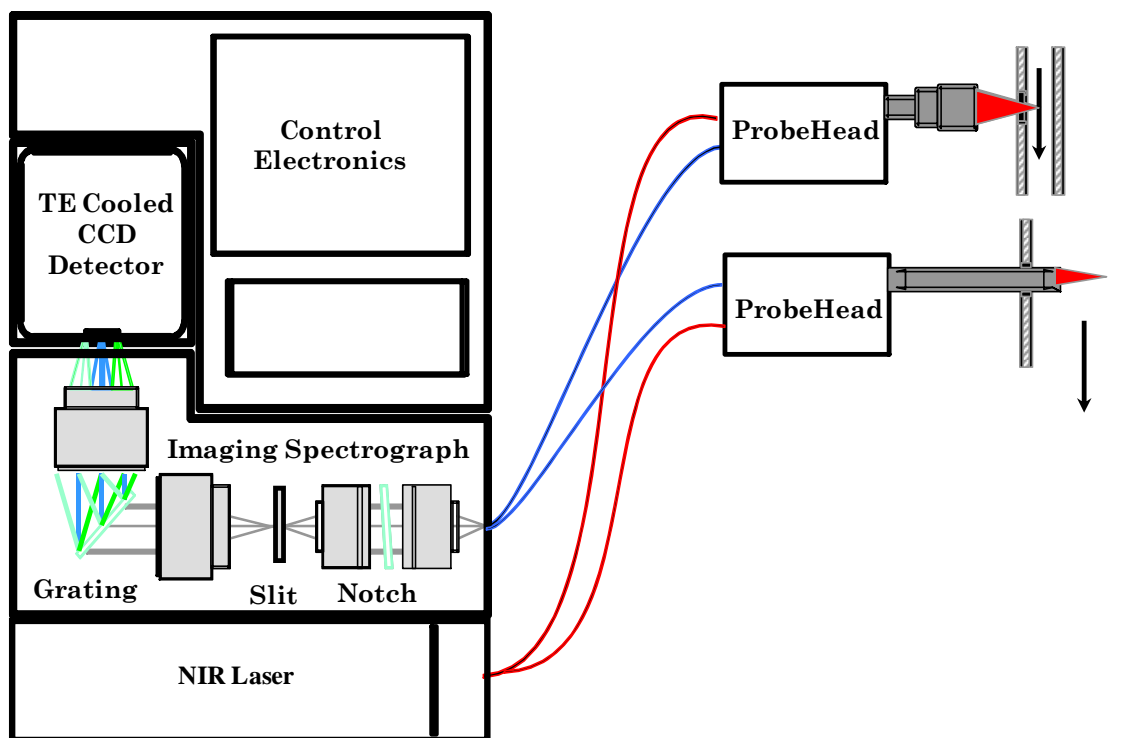 Control
Electronics
TE Cooled
CCD
Detector
ProbeHead
ProbeHead
Imaging Spectrograph
Grating
Slit
Notch
NIR Laser